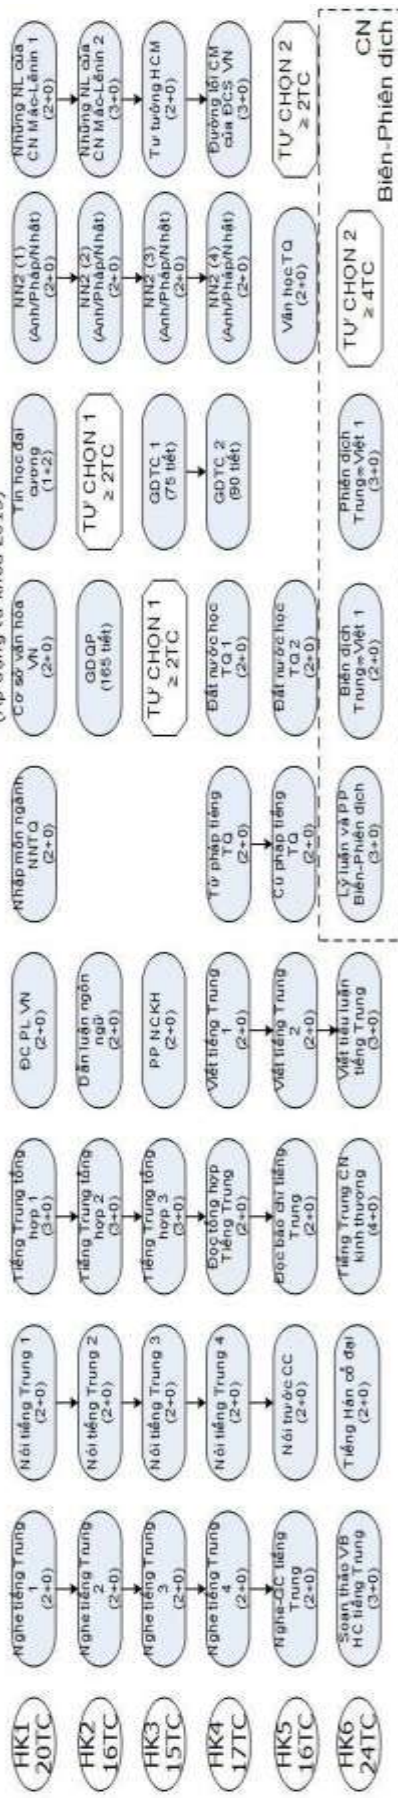 HK1
20TC
Nghe tiếng Trung
1
(2+0)
Nói tiếng Trung 1
(2+0)
Tiếng Trung tổng
hợp 1
(3+0)
ĐC PL VN
(2+0)
Nhập môn ngành
NNTQ
(2+0)
Cơ sở văn hóa
VN
(2+0)
Tin học đại
cương
(1+2)
NN2 (1)
(Anh/Pháp/Nhật)
(2+0)
Những NL của
CN Mác-Lênin 1
(2+0)
HK2
16TC
Nghe tiếng Trung
2
(2+0)
Nói tiếng Trung 2
(2+0)
Tiếng Trung tổng
hợp 2
(3+0)
Dẫn luận ngôn
ngữ
(2+0)
GDQP
(165 tiết)
TỰ CHỌN 1
≥ 2TC
NN2 (2)
(Anh/Pháp/Nhật)
(2+0)
Những NL của
CN Mác-Lênin 2
(3+0)
HK3
15TC
Nghe tiếng Trung
3
(2+0)
Nói tiếng Trung 3
(2+0)
Tiếng Trung tổng
hợp 3
(3+0)
PP NCKH
(2+0)
TỰ CHỌN 1
≥ 2TC
GDTC 1
(75 tiết)
NN2 (3)
(Anh/Pháp/Nhật)
(2+0)
Tư tưởng HCM
(2+0)
HK4
17TC
Nghe tiếng Trung
4
(2+0)
Nói tiếng Trung 4
(2+0)
Đọc tổng hợp
Tiếng Trung
(2+0)
Viết tiếng Trung
1
(2+0)
Từ pháp tiếng
TQ
(2+0)
Đất nước học
TQ 1
(2+0)
GDTC 2
(90 tiết)
NN2 (4)
(Anh/Pháp/Nhật)
(2+0)
Đường lối CM
của ĐCS VN
(3+0)
HK5
16TC
Nghe-GC tiếng
Trung
(2+0)
Nói trước CC
(2+0)
Đọc báo chí tiếng
Trung
(2+0)
Viết tiếng Trung
2
(2+0)
Cú pháp tiếng
TQ
(2+0)
Đất nước học
TQ 2
(2+0)
Văn học TQ
(2+0)
TỰ CHỌN 2
≥ 2TC
HK6
24TC
Soạn thảo VB
HC tiếng Trung
(3+0)
Tiếng Hán cổ đại
(2+0)
Tiếng Trung CN
kinh thương
(4+0)
Viết tiểu luận
tiếng Trung
(3+0)
Lý luận và PP
Biên-Phiên dịch
(3+0)
Biên dịch
Trung=Việt 1
(2+0)
Phiên dịch
Trung=Việt 1
(3+0)
TỰ CHỌN 2
≥ 4TC
CN
Biên-Phiên dịch